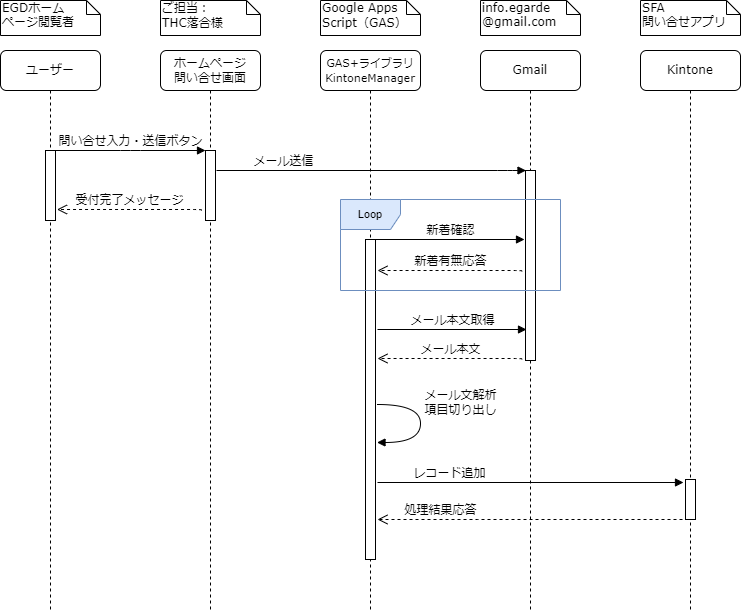 EGDホーム
ページ閲覧者
ご担当：
THC落合様
Google Apps
Script（GAS）
info.egarde
@gmail.com
SFA
問い合せアプリ
ユーザー
ホームページ
問い合せ画面
GAS+ライブラリ
KintoneManager
Gmail
Kintone
問い合せ入力・送信ボタン
メール送信
受付完了メッセージ
Loop
新着確認
新着有無応答
メール本文取得
メール本文
メール文解析
項目切り出し
レコード追加
処理結果応答